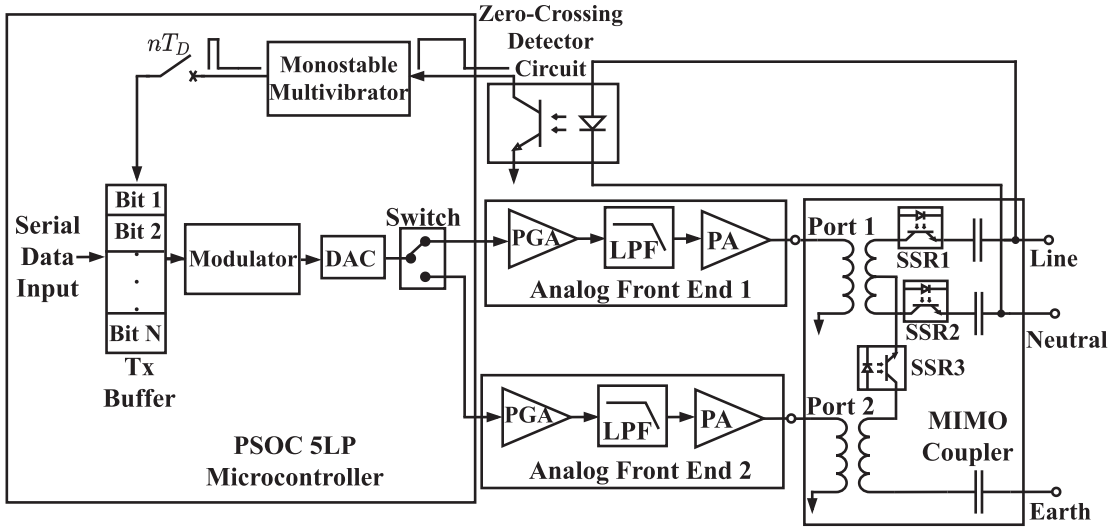 Zero-Crossing
Detector
Circuit
nT_D
Monostable
Multivibrator
Serial
Data
Input
Bit 1
Bit 2
Bit N
Tx
Buffer
Modulator
DAC
Switch
PGA
LPF
PA
Analog Front End 1
PGA
LPF
PA
Analog Front End 2
PSOC 5LP
Microcontroller
Port 1
SSR1
Line
SSR2
Neutral
SSR3
Port 2
MIMO
Coupler
Earth